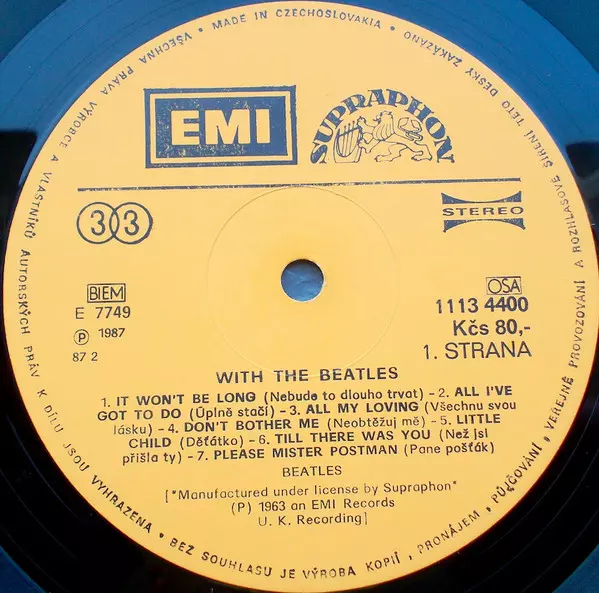 VŠECHNA PRÁVA VÝROBCE A VLASTNÍKŮ AUTORSKÝCH PRÁV K DÍLU JSOU VYHRAZENA • BEZ SOUHLASU JE VÝROBA KOPIÍ, PRONÁJEM, PŮJČOVÁNÍ, VEŘEJNÉ PROVOZOVÁNÍ A ROZHLASOVÉ ŠÍŘENÍ TÉTO DESKY ZAKÁZÁNO • MADE IN CZECHOSLOVAKIA •
EMI
SUPRAPHON
33
STEREO
BIEM
E 7749
Ⓟ 1987
87 2
OSA
1113 4400
Kčs 80,-
1. STRANA
WITH THE BEATLES
1. IT WON'T BE LONG (Nebude to dlouho trvat) - 2. ALL I'VE
GOT TO DO (Úplně stačí) - 3. ALL MY LOVING (Všechnu svou
lásku) - 4. DON'T BOTHER ME (Neobtěžuj mě) - 5. LITTLE
CHILD (Děťátko) - 6. TILL THERE WAS YOU (Než jsi
přišla ty) - 7. PLEASE MISTER POSTMAN (Pane pošťák)
BEATLES
["Manufactured under license by Supraphon"
(P) 1963 an EMI Records
U. K. Recording]